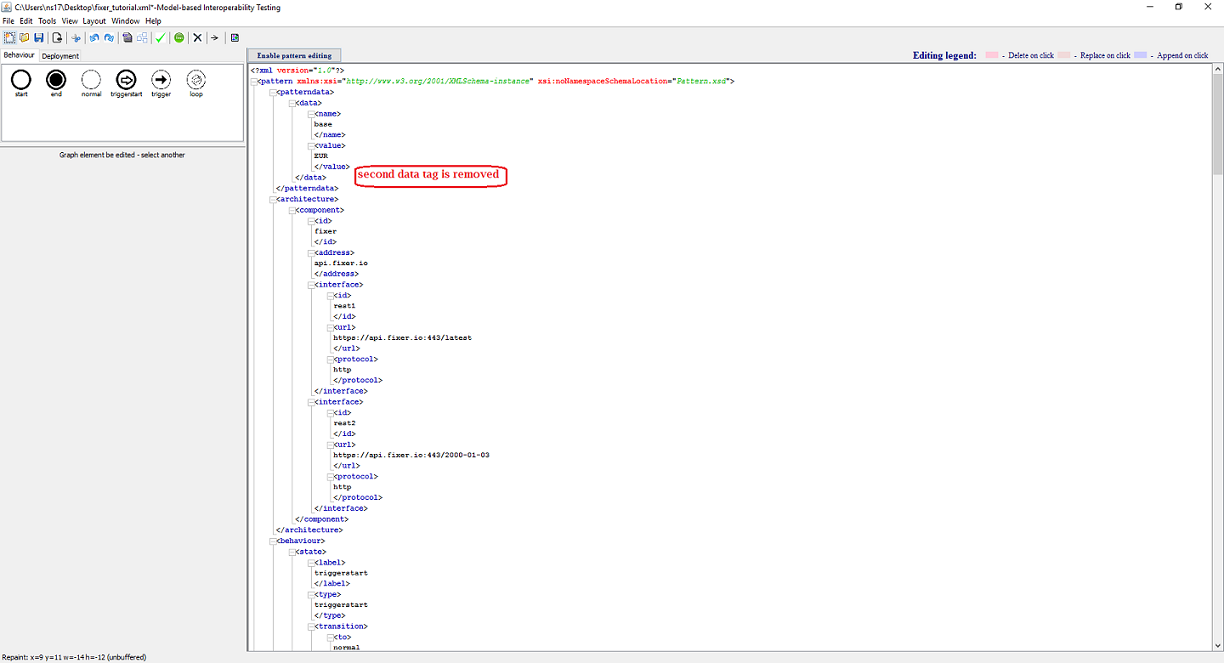 C:\Users\ns17\Desktop\fixer_tutorial.xml*-Model-based Interoperability Testing
File Edit Tools View Layout Window Help
Behaviour Deployment
start end normal triggerstart trigger loop
Graph element be edited - select another
Enable pattern editing
Editing legend: - Delete on click - Replace on click - Append on click
<?xml version="1.0"?>
<pattern xmlns:xsi="http://www.w3.org/2001/XMLSchema-instance" xsi:noNamespaceSchemaLocation="Pattern.xsd">
<patterndata>
<data>
<name>
base
</name>
<value>
EUR
</value>
second data tag is removed
</data>
</patterndata>
<architecture>
<component>
<id>
fixer
</id>
<address>
api.fixer.io
</address>
<interface>
<id>
rest1
</id>
<url>
https://api.fixer.io:443/latest
</url>
<protocol>
http
</protocol>
</interface>
<interface>
<id>
rest2
</id>
<url>
https://api.fixer.io:443/2000-01-03
</url>
<protocol>
http
</protocol>
</interface>
</component>
</architecture>
<behaviour>
<state>
<label>
triggerstart
</label>
<type>
triggerstart
</type>
<transition>
<to>
normal
Repaint: x=9 y=11 w=-14 h=-12 (unbuffered)